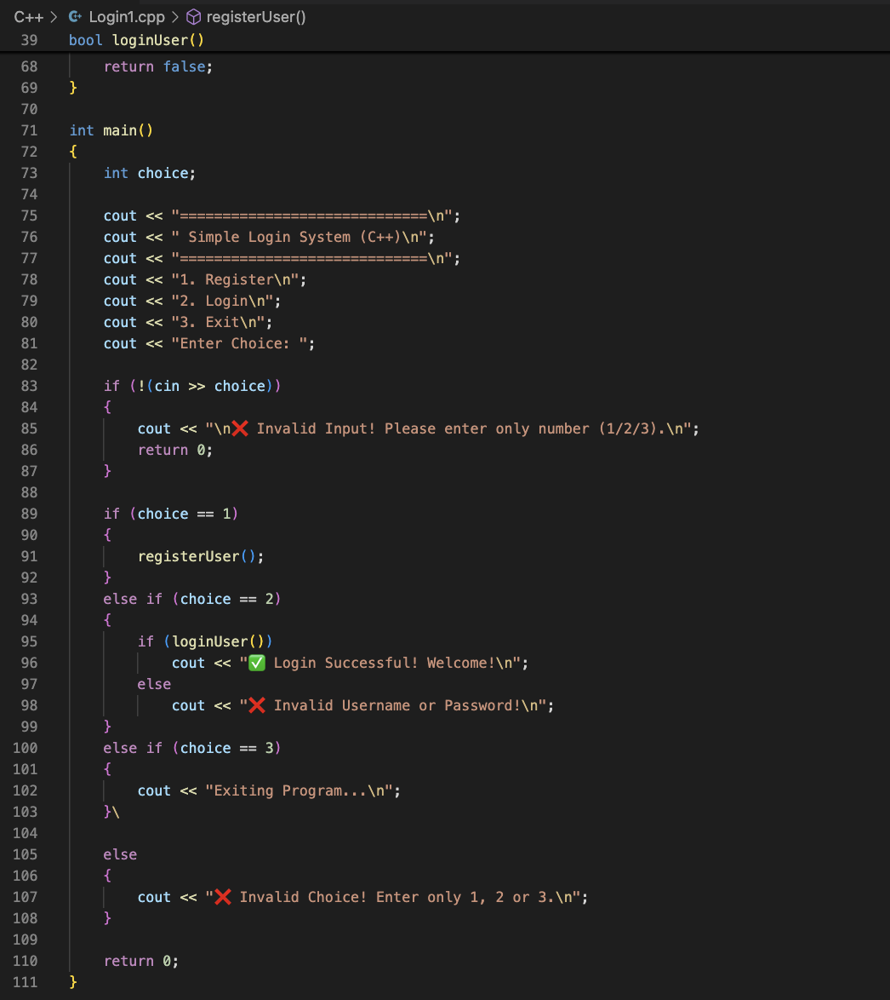 C++ > Login1.cpp > registerUser()
39 bool loginUser()
68     return false;
69 }
70
71 int main()
72 {
73     int choice;
74
75     cout << "=============================\n";
76     cout << " Simple Login System (C++)\n";
77     cout << "=============================\n";
78     cout << "1. Register\n";
79     cout << "2. Login\n";
80     cout << "3. Exit\n";
81     cout << "Enter Choice: ";
82
83     if (!(cin >> choice))
84     {
85         cout << "\n❌ Invalid Input! Please enter only number (1/2/3).\n";
86         return 0;
87     }
88
89     if (choice == 1)
90     {
91         registerUser();
92     }
93     else if (choice == 2)
94     {
95         if (loginUser())
96             cout << "✅ Login Successful! Welcome!\n";
97         else
98             cout << "❌ Invalid Username or Password!\n";
99     }
100     else if (choice == 3)
101     {
102         cout << "Exiting Program...\n";
103     }\
104
105     else
106     {
107         cout << "❌ Invalid Choice! Enter only 1, 2 or 3.\n";
108     }
109
110     return 0;
111 }